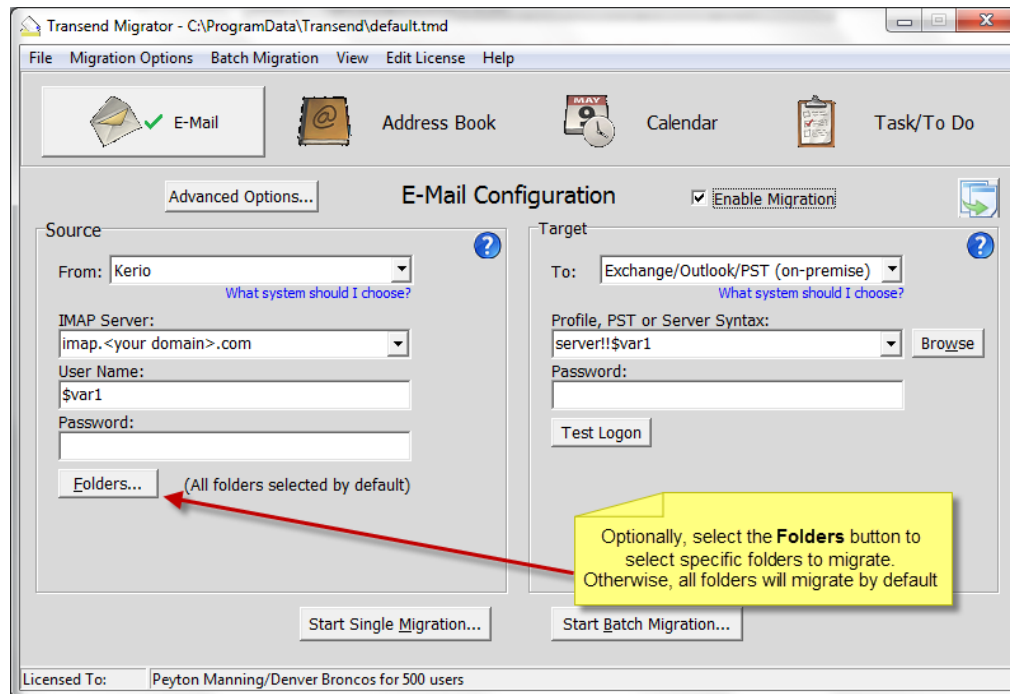 Transend Migrator - C:\ProgramData\Transend\default.tmd
File Migration Options Batch Migration View Edit License Help
E-Mail
@
Address Book
MAY
9
Calendar
Task/To Do
Advanced Options...
E-Mail Configuration
Enable Migration
Source
?
From: Kerio
What system should I choose?
IMAP Server:
imap.<your domain>.com
User Name:
$var1
Password:
Folders...
(All folders selected by default)
Target
?
To: Exchange/Outlook/PST (on-premise)
What system should I choose?
Profile, PST or Server Syntax:
server!!$var1
Browse
Password:
Test Logon
Optionally, select the Folders button to
select specific folders to migrate.
Otherwise, all folders will migrate by default
Start Single Migration...
Start Batch Migration...
Licensed To: Peyton Manning/Denver Broncos for 500 users